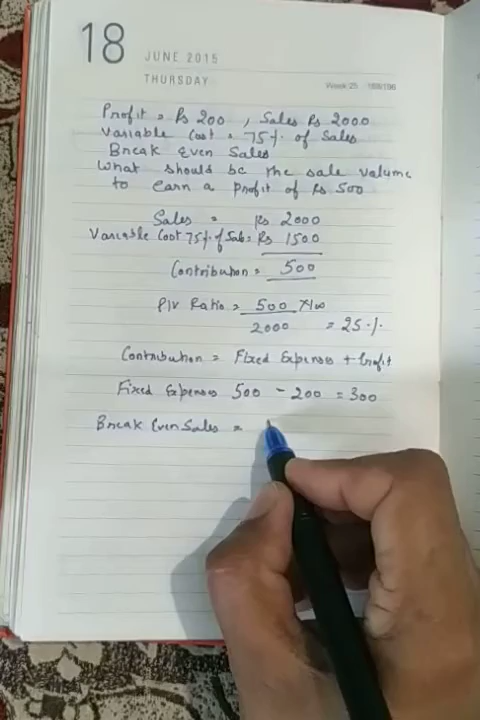 18
JUNE 2015
THURSDAY
Week 25
Profit = Rs 200 , Sales Rs 2000
Variable Cost = 75% of Sales
Break Even Sales
What should be the sale volume
to earn a profit of Rs 500
Sales = Rs 2000
Variable Cost 75% of Sales = Rs 1500
Contribution = 500
P/V Ratio = 500 × 100
2000 = 25%
Contribution = Fixed Expenses + Profit
Fixed Expenses 500 - 200 = 300
Break Even Sales =